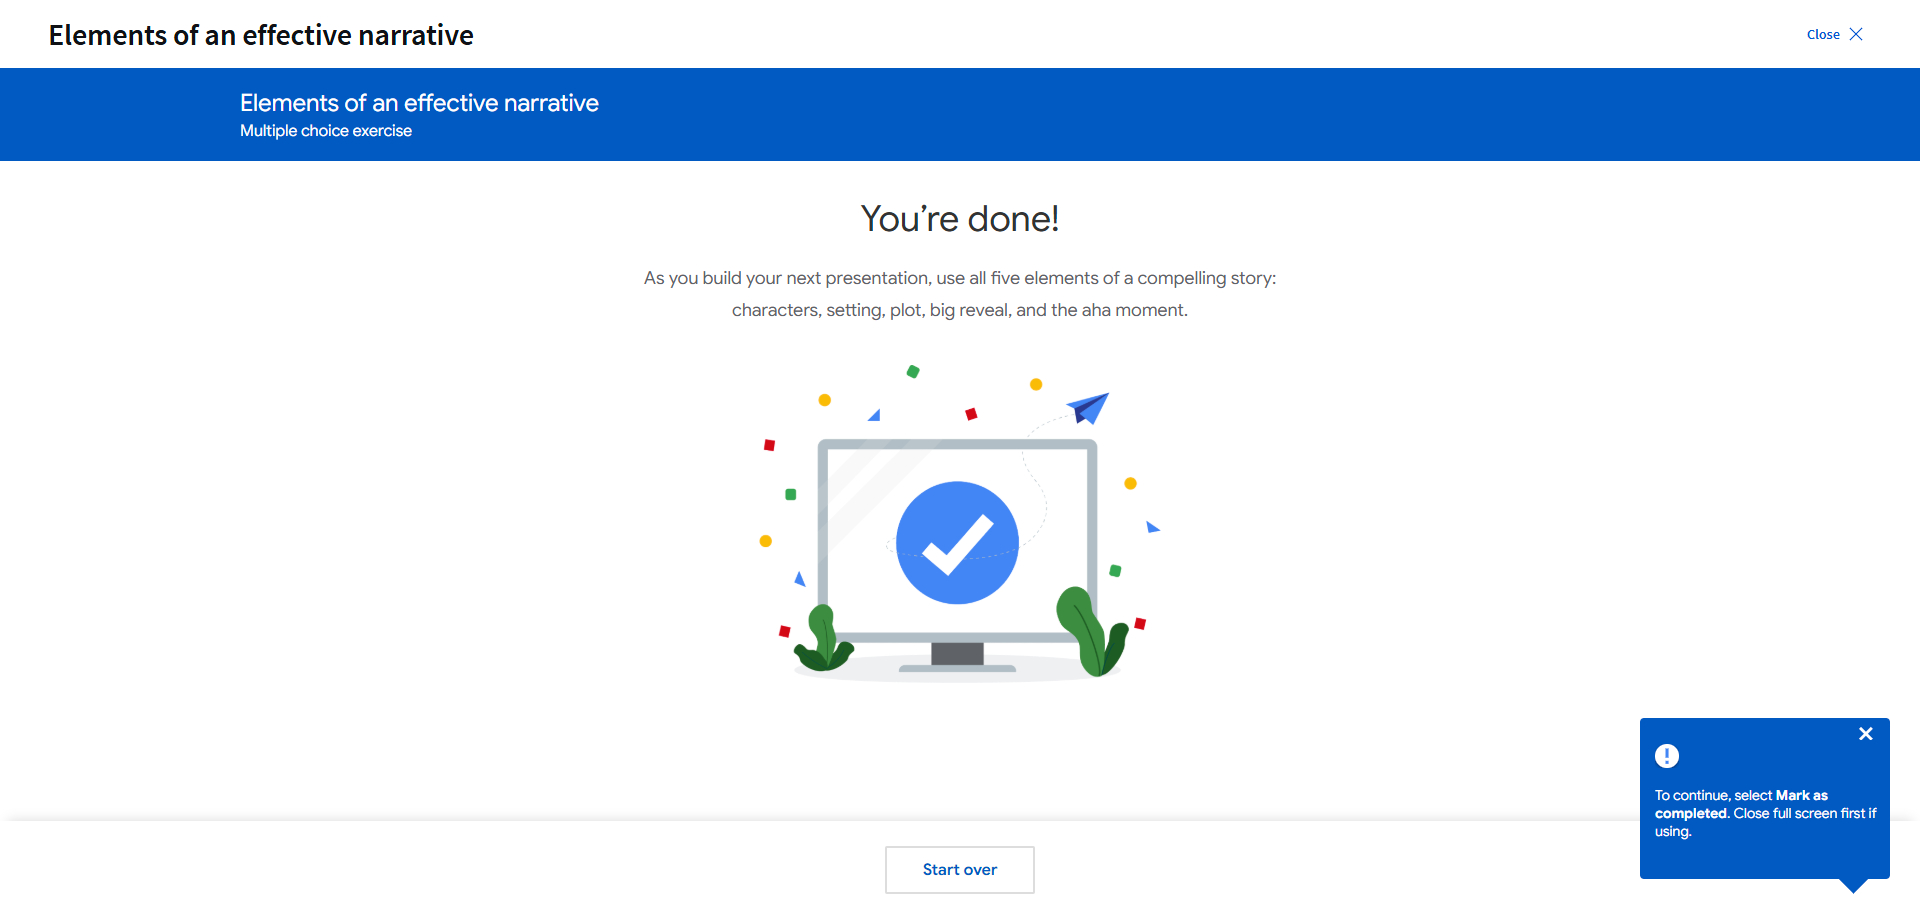 Elements of an effective narrative
Close
Elements of an effective narrative
Multiple choice exercise
You’re done!
As you build your next presentation, use all five elements of a compelling story:
characters, setting, plot, big reveal, and the aha moment.
To continue, select Mark as
completed. Close full screen first if
using.
Start over